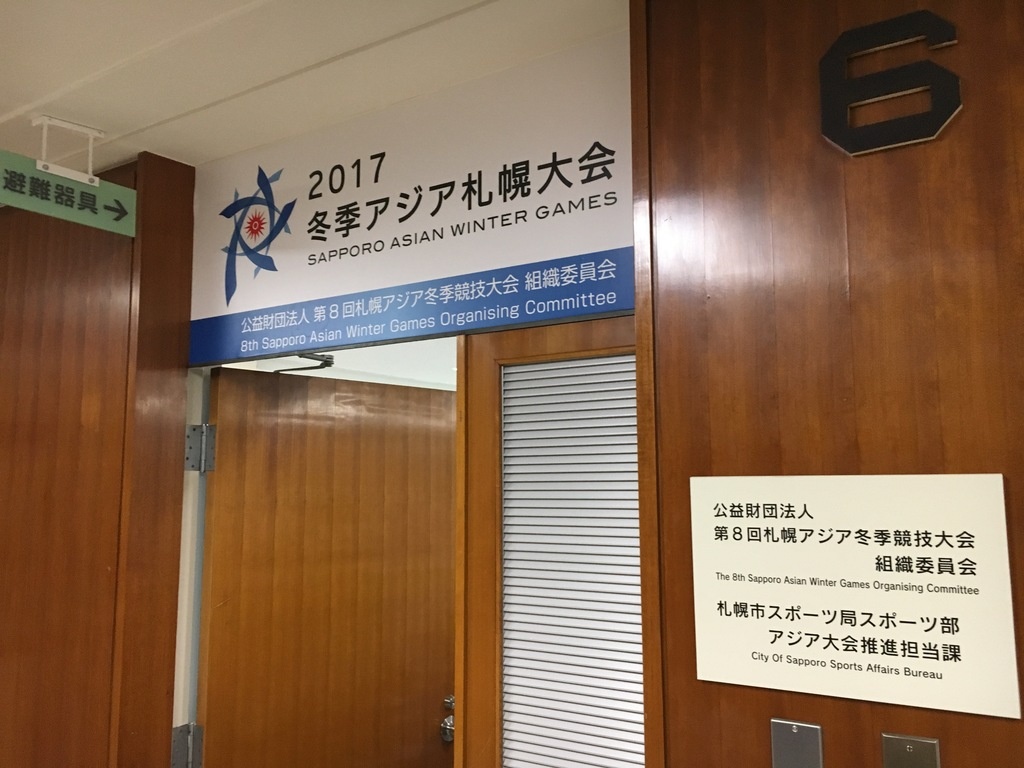 避難器具→
2017
冬季アジア札幌大会
SAPPORO ASIAN WINTER GAMES
公益財団法人 第8回札幌アジア冬季競技大会 組織委員会
8th Sapporo Asian Winter Games Organising Committee
6
公益財団法人
第8回札幌アジア冬季競技大会
組織委員会
The 8th Sapporo Asian Winter Games Organising Committee
札幌市スポーツ局スポーツ部
アジア大会推進担当課
City Of Sapporo Sports Affairs Bureau